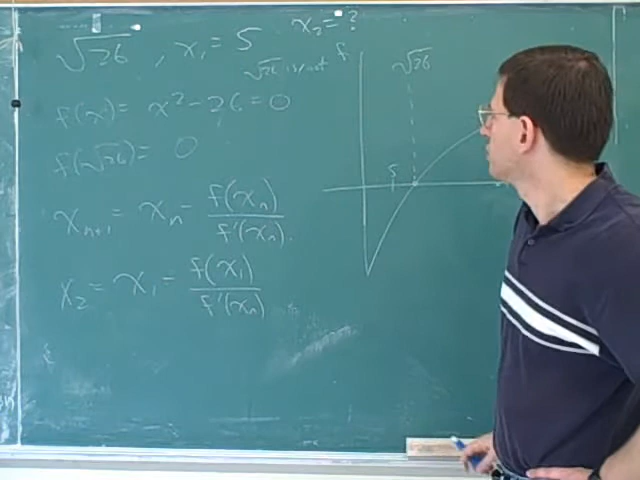 √26 , x₁ = 5   x₂ = ?
√26 is root f
√26
f(x) = x² - 26 = 0
f(√26) = 0
5
xₙ₊₁ = xₙ - f(xₙ)/f'(xₙ).
x₂ = x₁ - f(x₁)/f'(xₙ)